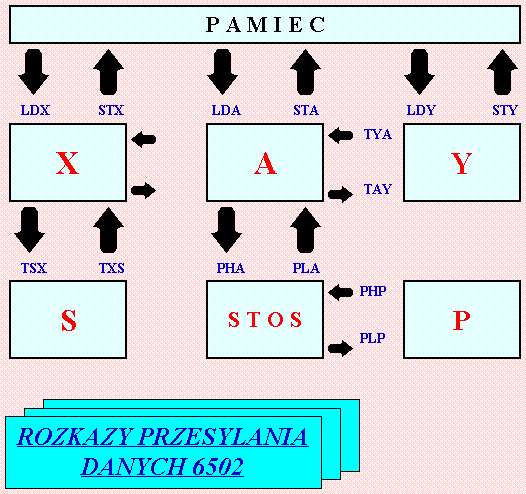 P A M I E C
LDX STX LDA STA LDY STY
X A Y
TYA
TAY
TSX TXS PHA PLA
S S T O S P
PHP
PLP
ROZKAZY PRZESYLANIA
DANYCH 6502